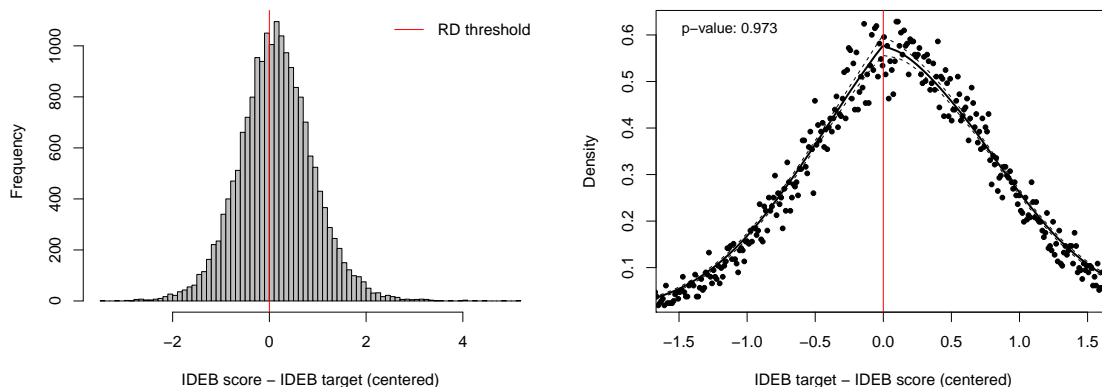 RD threshold
Frequency
0 200 400 600 800 1000
−2 0 2 4
IDEB score − IDEB target (centered)
p−value: 0.973
Density
0.1 0.2 0.3 0.4 0.5 0.6
−1.5 −1.0 −0.5 0.0 0.5 1.0 1.5
IDEB target − IDEB score (centered)